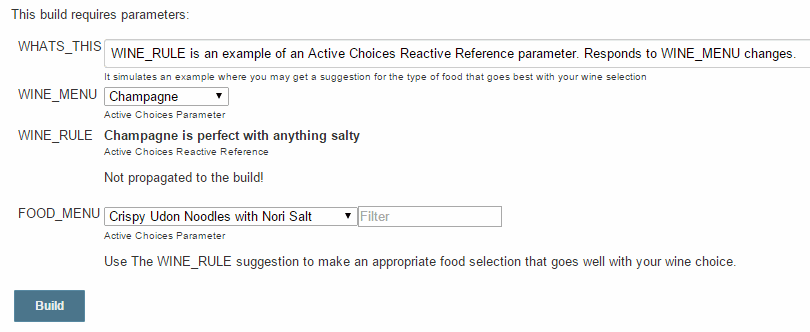 This build requires parameters:
WHATS_THIS WINE_RULE is an example of an Active Choices Reactive Reference parameter. Responds to WINE_MENU changes.
It simulates an example where you may get a suggestion for the type of food that goes best with your wine selection
WINE_MENU Champagne
Active Choices Parameter
WINE_RULE Champagne is perfect with anything salty
Active Choices Reactive Reference
Not propagated to the build!
FOOD_MENU Crispy Udon Noodles with Nori Salt Filter
Active Choices Parameter
Use The WINE_RULE suggestion to make an appropriate food selection that goes well with your wine choice.
Build